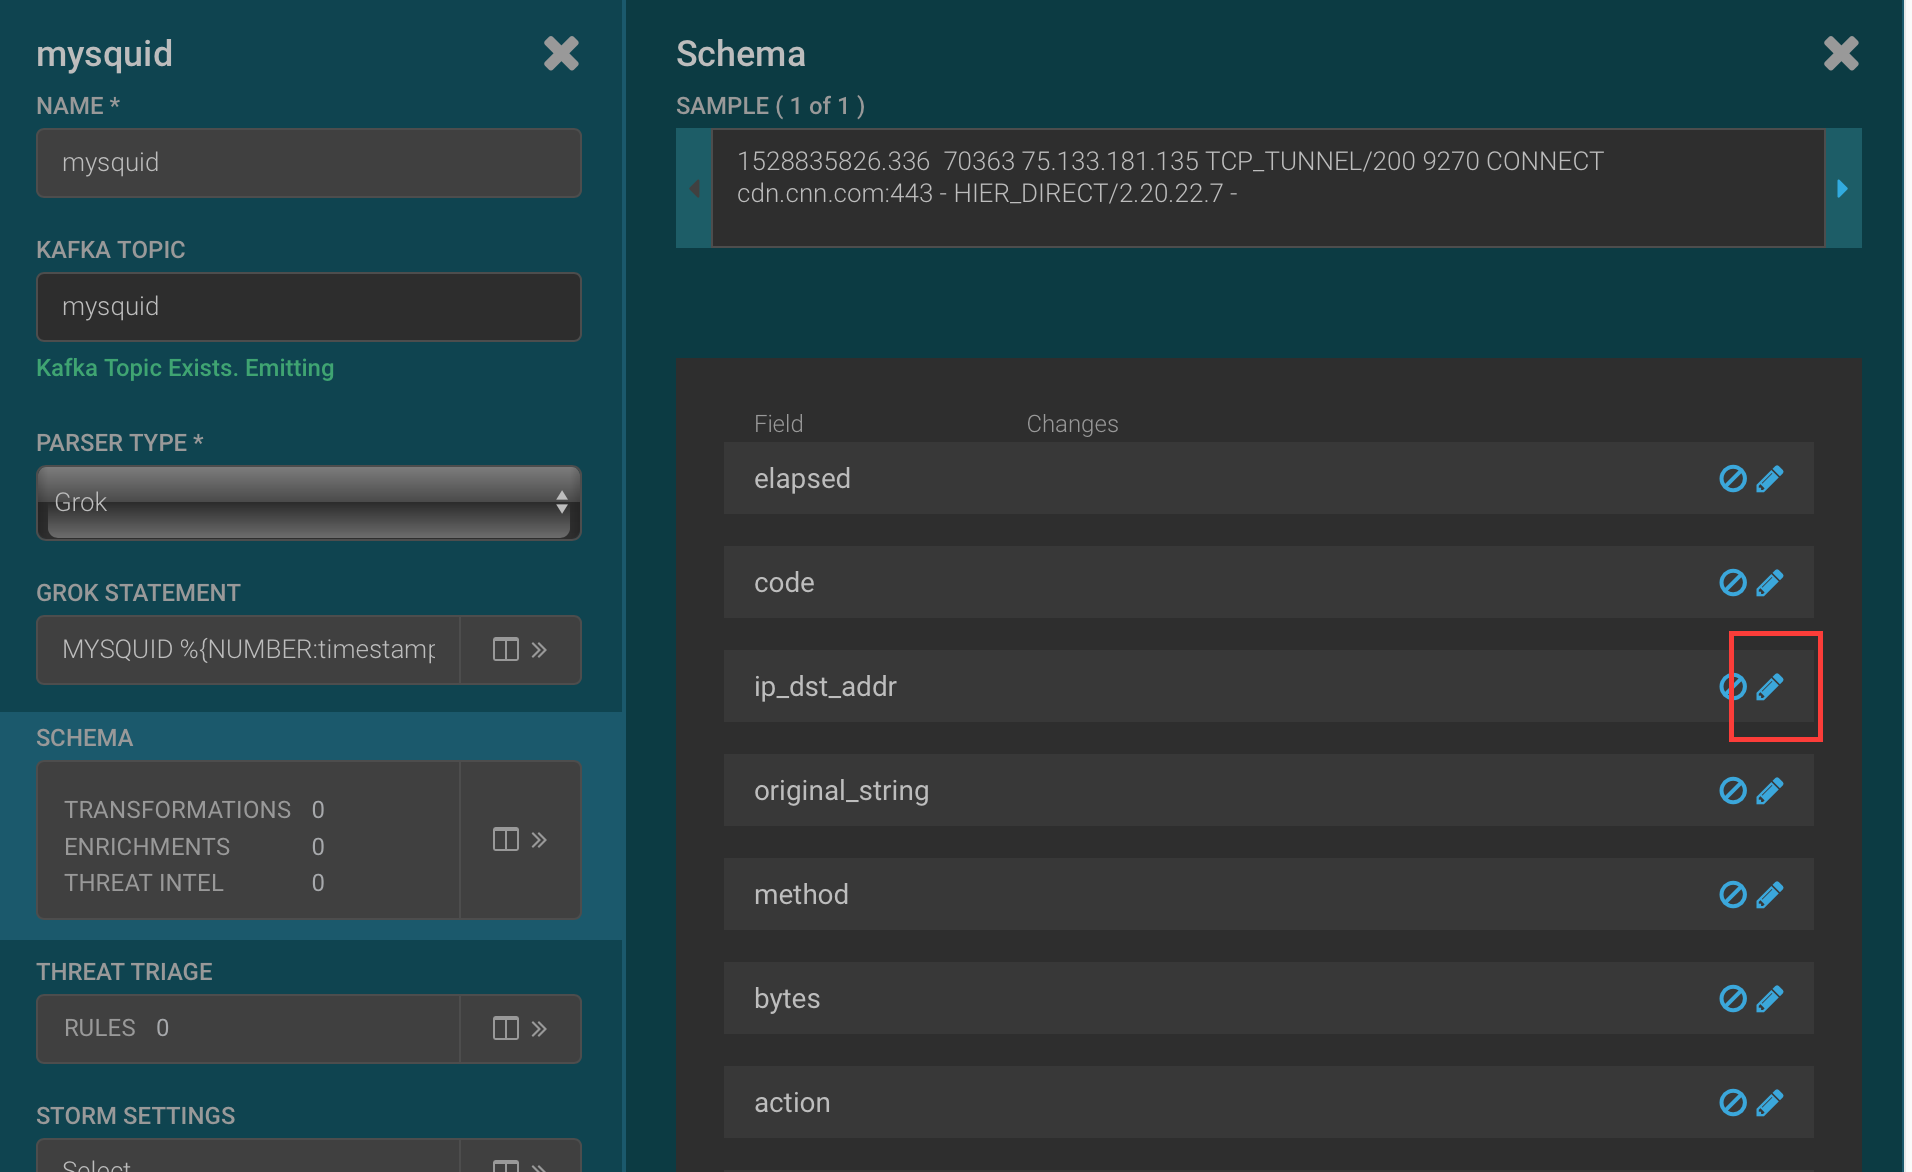 mysquid
NAME *
mysquid
KAFKA TOPIC
mysquid
Kafka Topic Exists. Emitting
PARSER TYPE *
Grok
GROK STATEMENT
MYSQUID %{NUMBER:timestamp
SCHEMA
TRANSFORMATIONS 0
ENRICHMENTS 0
THREAT INTEL 0
THREAT TRIAGE
RULES 0
STORM SETTINGS
Select
Schema
SAMPLE ( 1 of 1 )
1528835826.336  70363 75.133.181.135 TCP_TUNNEL/200 9270 CONNECT
cdn.cnn.com:443 - HIER_DIRECT/2.20.22.7 -
Field Changes
elapsed
code
ip_dst_addr
original_string
method
bytes
action